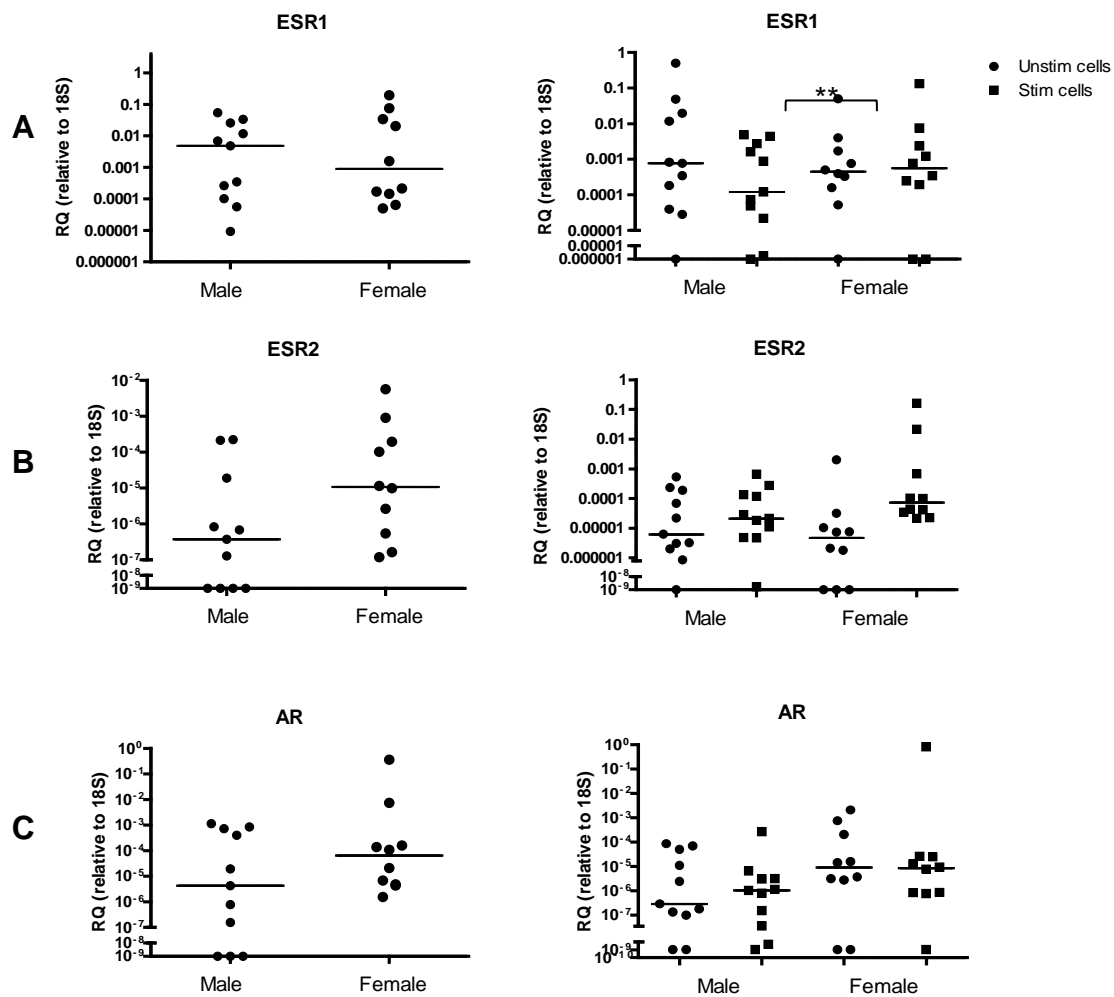 ESR1
A
RQ (relative to 18S)
1
0.1
0.01
0.001
0.0001
0.00001
0.000001
Male Female
ESR1
RQ (relative to 18S)
1
0.1
0.01
0.001
0.0001
0.00001
0.00001
0.000001
**
Male Female
Unstim cells
Stim cells
ESR2
B
RQ (relative to 18S)
10-2
10-3
10-4
10-5
10-6
10-7
10-8
10-9
Male Female
ESR2
RQ (relative to 18S)
1
0.1
0.01
0.001
0.0001
0.00001
0.000001
10-8
10-9
Male Female
AR
C
RQ (relative to 18S)
100
10-1
10-2
10-3
10-4
10-5
10-6
10-7
10-8
10-9
Male Female
AR
RQ (relative to 18S)
100
10-1
10-2
10-3
10-4
10-5
10-6
10-7
10-9
10-10
Male Female